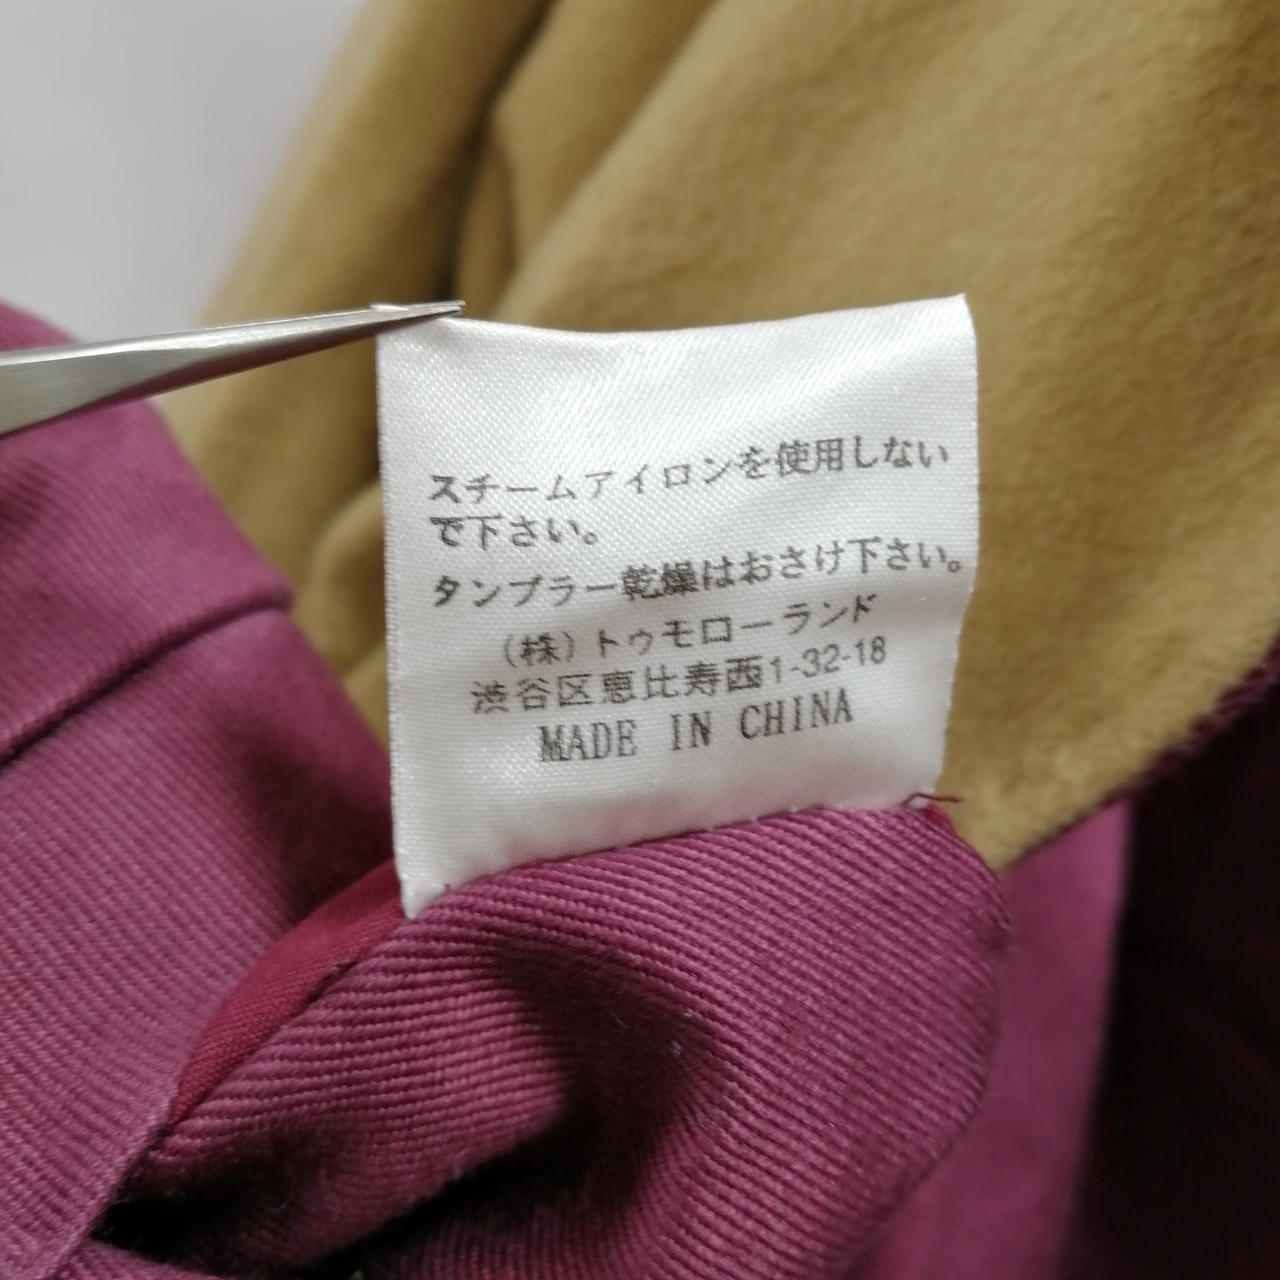 スチームアイロンを使用しない
で下さい。
タンブラー乾燥はおさけ下さい。
(株)トゥモローランド
渋谷区恵比寿西1-32-18
MADE IN CHINA